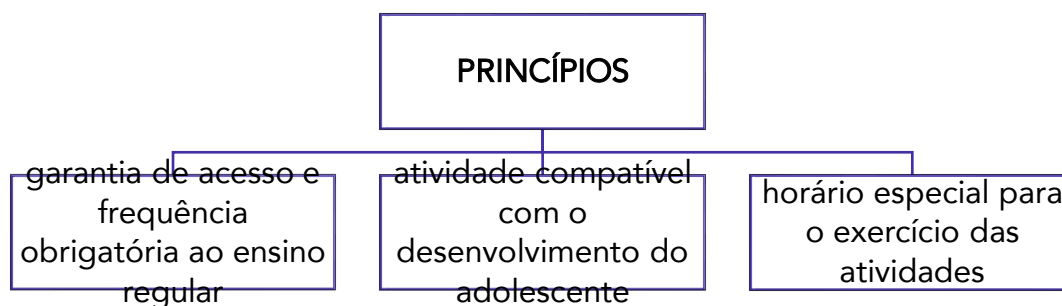 PRINCÍPIOS
garantia de acesso e
frequência
obrigatória ao ensino
regular
atividade compatível
com o
desenvolvimento do
adolescente
horário especial para
o exercício das
atividades